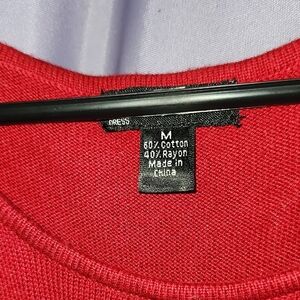 DRESS
M
60% Cotton
40% Rayon
Made in
China